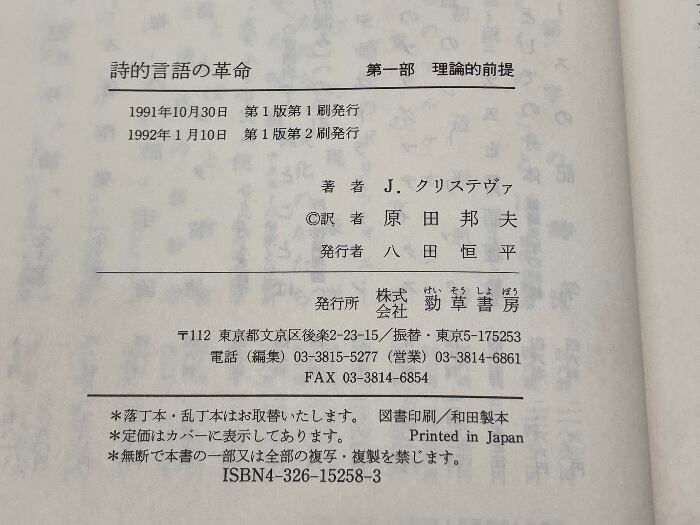 詩的言語の革命　第一部　理論的前提
1991年10月30日　第1版第1刷発行
1992年1月10日　第1版第2刷発行
著者　J. クリステヴァ
©訳者　原田邦夫
発行者　八田恒平
けいそうしよぼう
発行所　株式会社　勁草書房
〒112 東京都文京区後楽2-23-15／振替・東京5-175253
電話（編集）03-3815-5277（営業）03-3814-6861
FAX 03-3814-6854
＊落丁本・乱丁本はお取替いたします。　図書印刷／和田製本
＊定価はカバーに表示してあります。　Printed in Japan
＊無断で本書の一部又は全部の複写・複製を禁じます。
ISBN4-326-15258-3